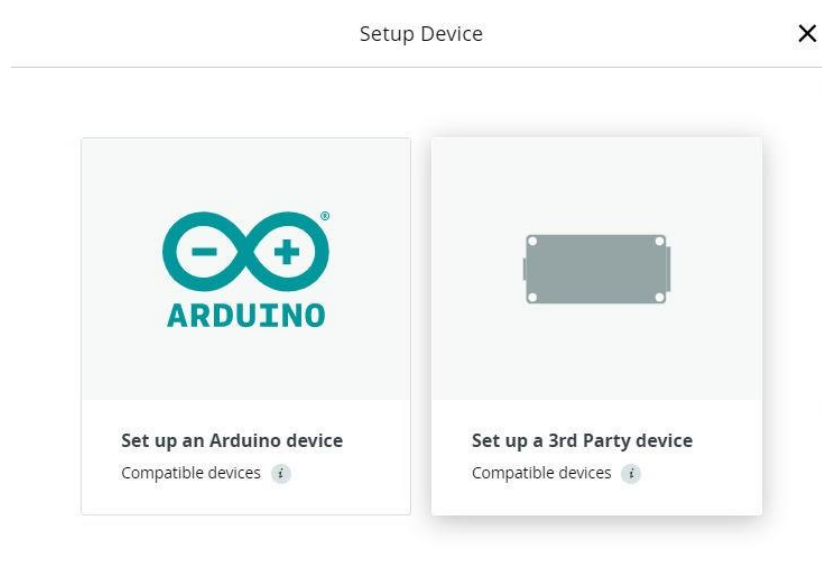 Setup Device
ARDUINO
Set up an Arduino device
Compatible devices i
Set up a 3rd Party device
Compatible devices i